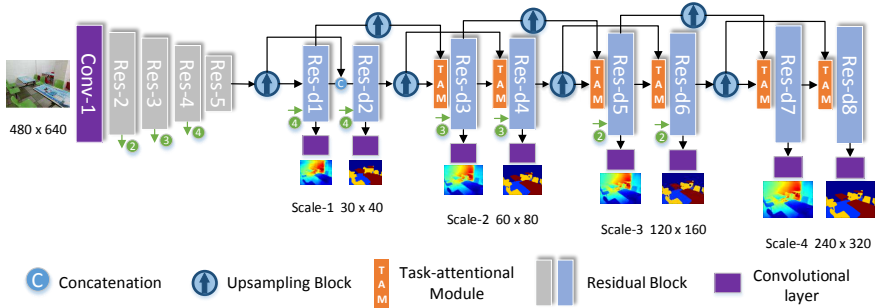 480 x 640
Conv-1
Res-2
Res-3
Res-4
Res-5
2
3
4
Res-d1
C
Res-d2
4
4
TAM
Res-d3
TAM
Res-d4
3
3
TAM
Res-d5
TAM
Res-d6
2
2
TAM
Res-d7
TAM
Res-d8
Scale-1 30 x 40
Scale-2 60 x 80
Scale-3 120 x 160
Scale-4 240 x 320
C Concatenation
Upsampling Block
TAM
Task-attentional
Module
Residual Block
Convolutional
layer